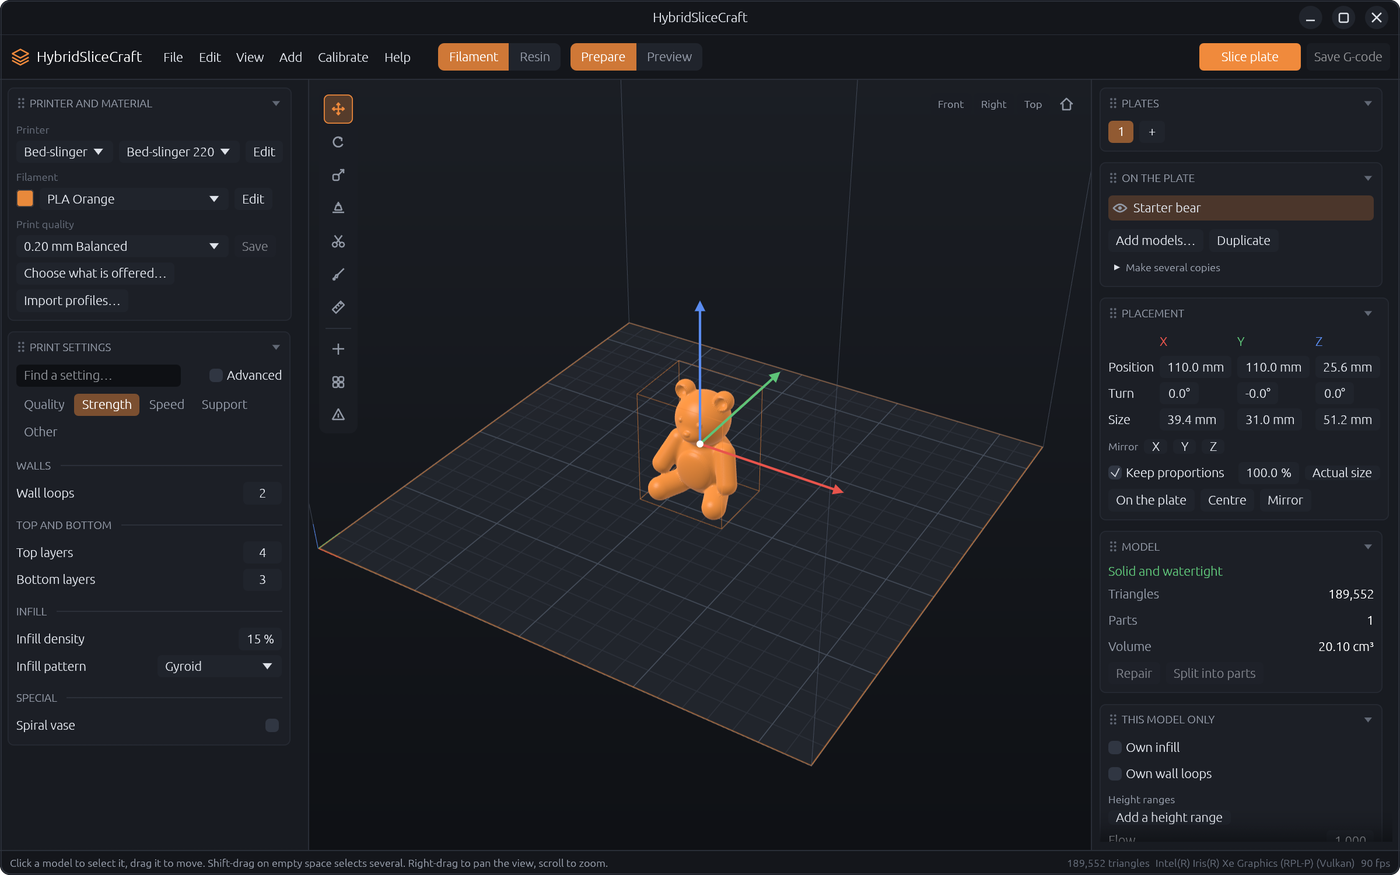 HybridSliceCraft
HybridSliceCraft File Edit View Add Calibrate Help Filament Resin Prepare Preview Slice plate Save G-code
PRINTER AND MATERIAL
Printer
Bed-slinger Bed-slinger 220 Edit
Filament
PLA Orange Edit
Print quality
0.20 mm Balanced Save
Choose what is offered…
Import profiles…
PRINT SETTINGS
Find a setting… Advanced
Quality Strength Speed Support
Other
WALLS
Wall loops 2
TOP AND BOTTOM
Top layers 4
Bottom layers 3
INFILL
Infill density 15 %
Infill pattern Gyroid
SPECIAL
Spiral vase
Front Right Top
PLATES
1 +
ON THE PLATE
Starter bear
Add models… Duplicate
Make several copies
PLACEMENT
X Y Z
Position 110.0 mm 110.0 mm 25.6 mm
Turn 0.0° -0.0° 0.0°
Size 39.4 mm 31.0 mm 51.2 mm
Mirror X Y Z
Keep proportions 100.0 % Actual size
On the plate Centre Mirror
MODEL
Solid and watertight
Triangles 189,552
Parts 1
Volume 20.10 cm³
Repair Split into parts
THIS MODEL ONLY
Own infill
Own wall loops
Height ranges
Add a height range
Flow 1.000
Click a model to select it, drag it to move. Shift-drag on empty space selects several. Right-drag to pan the view, scroll to zoom.
189,552 triangles Intel(R) Iris(R) Xe Graphics (RPL-P) (Vulkan) 90 fps